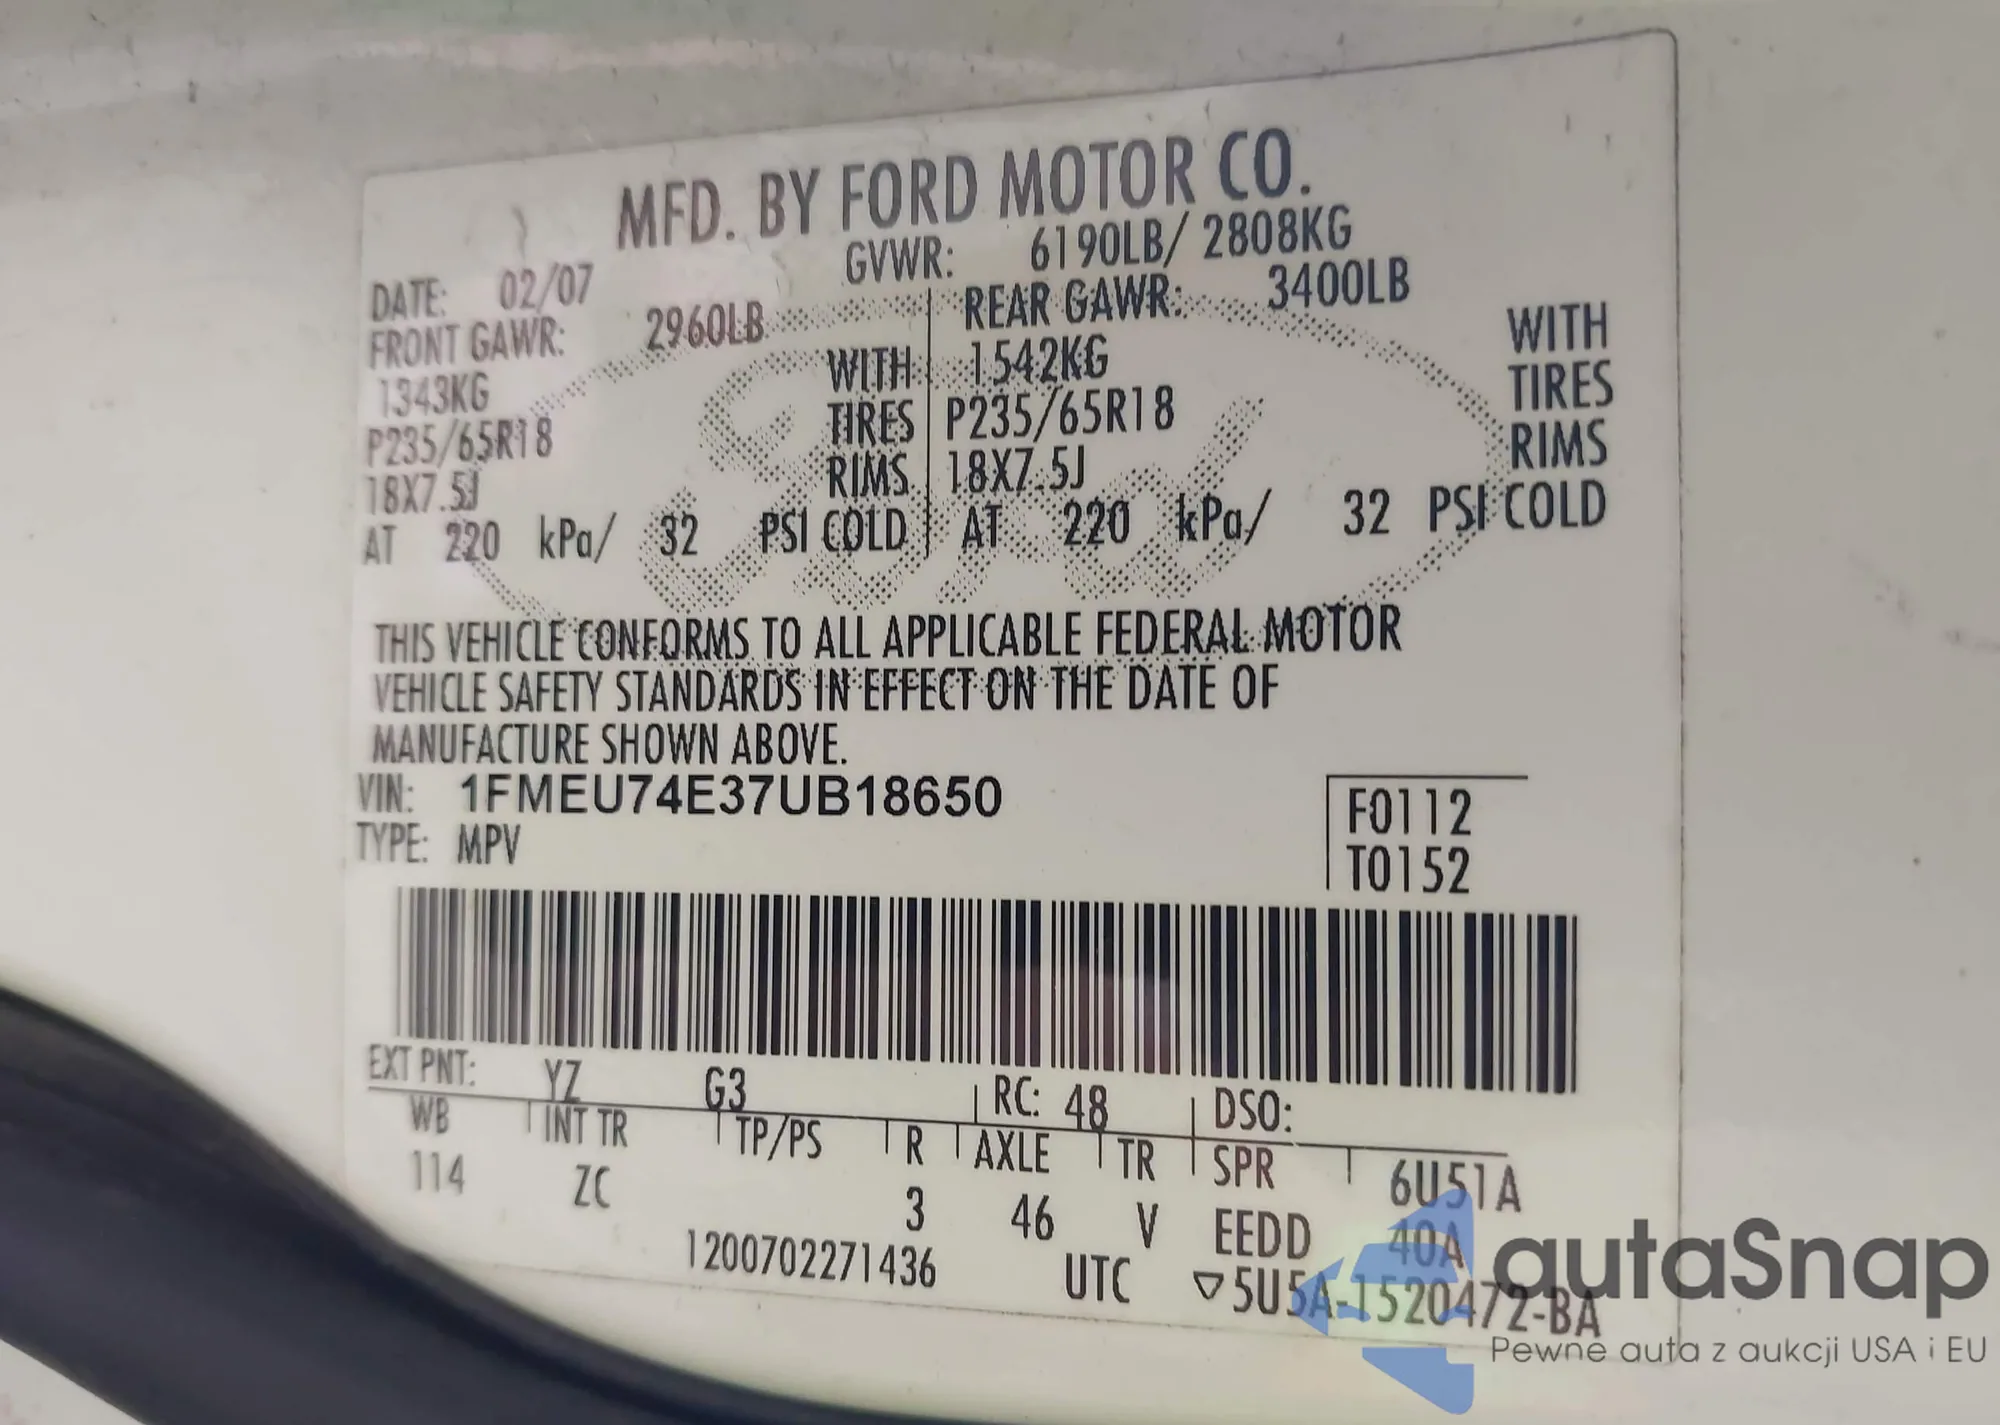 MFD. BY FORD MOTOR CO.
DATE: 02/07 GVWR: 6190LB/ 2808KG
FRONT GAWR: 2960LB REAR GAWR: 3400LB
1343KG WITH 1542KG WITH
P235/65R18 TIRES P235/65R18 TIRES
18X7.5J RIMS 18X7.5J RIMS
AT 220 kPa/ 32 PSI COLD AT 220 kPa/ 32 PSI COLD
THIS VEHICLE CONFORMS TO ALL APPLICABLE FEDERAL MOTOR
VEHICLE SAFETY STANDARDS IN EFFECT ON THE DATE OF
MANUFACTURE SHOWN ABOVE.
VIN: 1FMEU74E37UB18650 F0112
TYPE: MPV T0152
EXT PNT: YZ G3 RC: 48 DSO:
WB INT TR TP/PS R AXLE TR SPR 6U51A
114 ZC 3 46 V EEDD 40A
1200702271436 UTC ▽5U5A-1520472-BA
autaSnap
Pewne auta z aukcji USA i EU